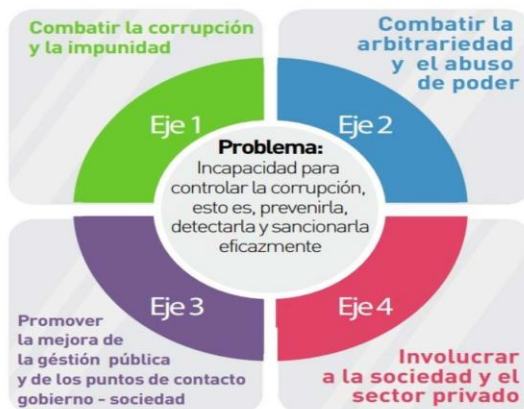 Combatir la corrupción
y la impunidad
Combatir la
arbitrariedad
y el abuso
de poder
Eje 1
Eje 2
Problema:
Incapacidad para
controlar la corrupción,
esto es, prevenirla,
detectarla y sancionarla
eficazmente
Eje 3
Eje 4
Promover
la mejora de
la géstión pública
y de los puntos de contacto
gobierno - sociedad
Involucrar
a la sociedad y el
sector privado